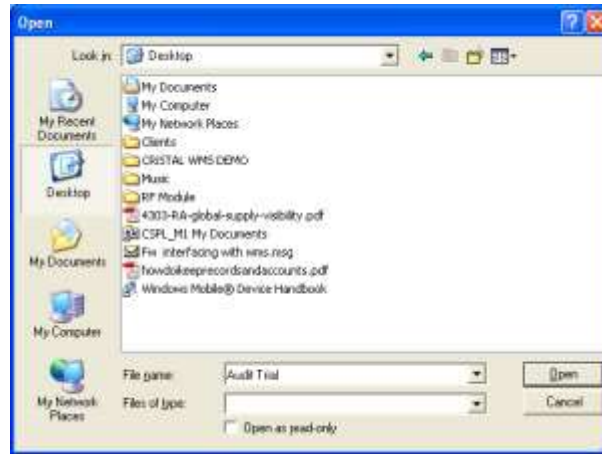 Open
Look in: Desktop
My Recent
Documents
Desktop
My Documents
My Computer
My Network
Places
My Documents
My Computer
My Network Places
Clients
CRISTAL WMS DEMO
Music
RF Module
4303-RA-global-supply-visibility.pdf
CSPL_M1 My Documents
Fw interfacing with wms.msg
howdoikeeprecordsandaccounts.pdf
Windows Mobile® Device Handbook
File name: Audit Trial
Open
Files of type:
Cancel
Open as read-only